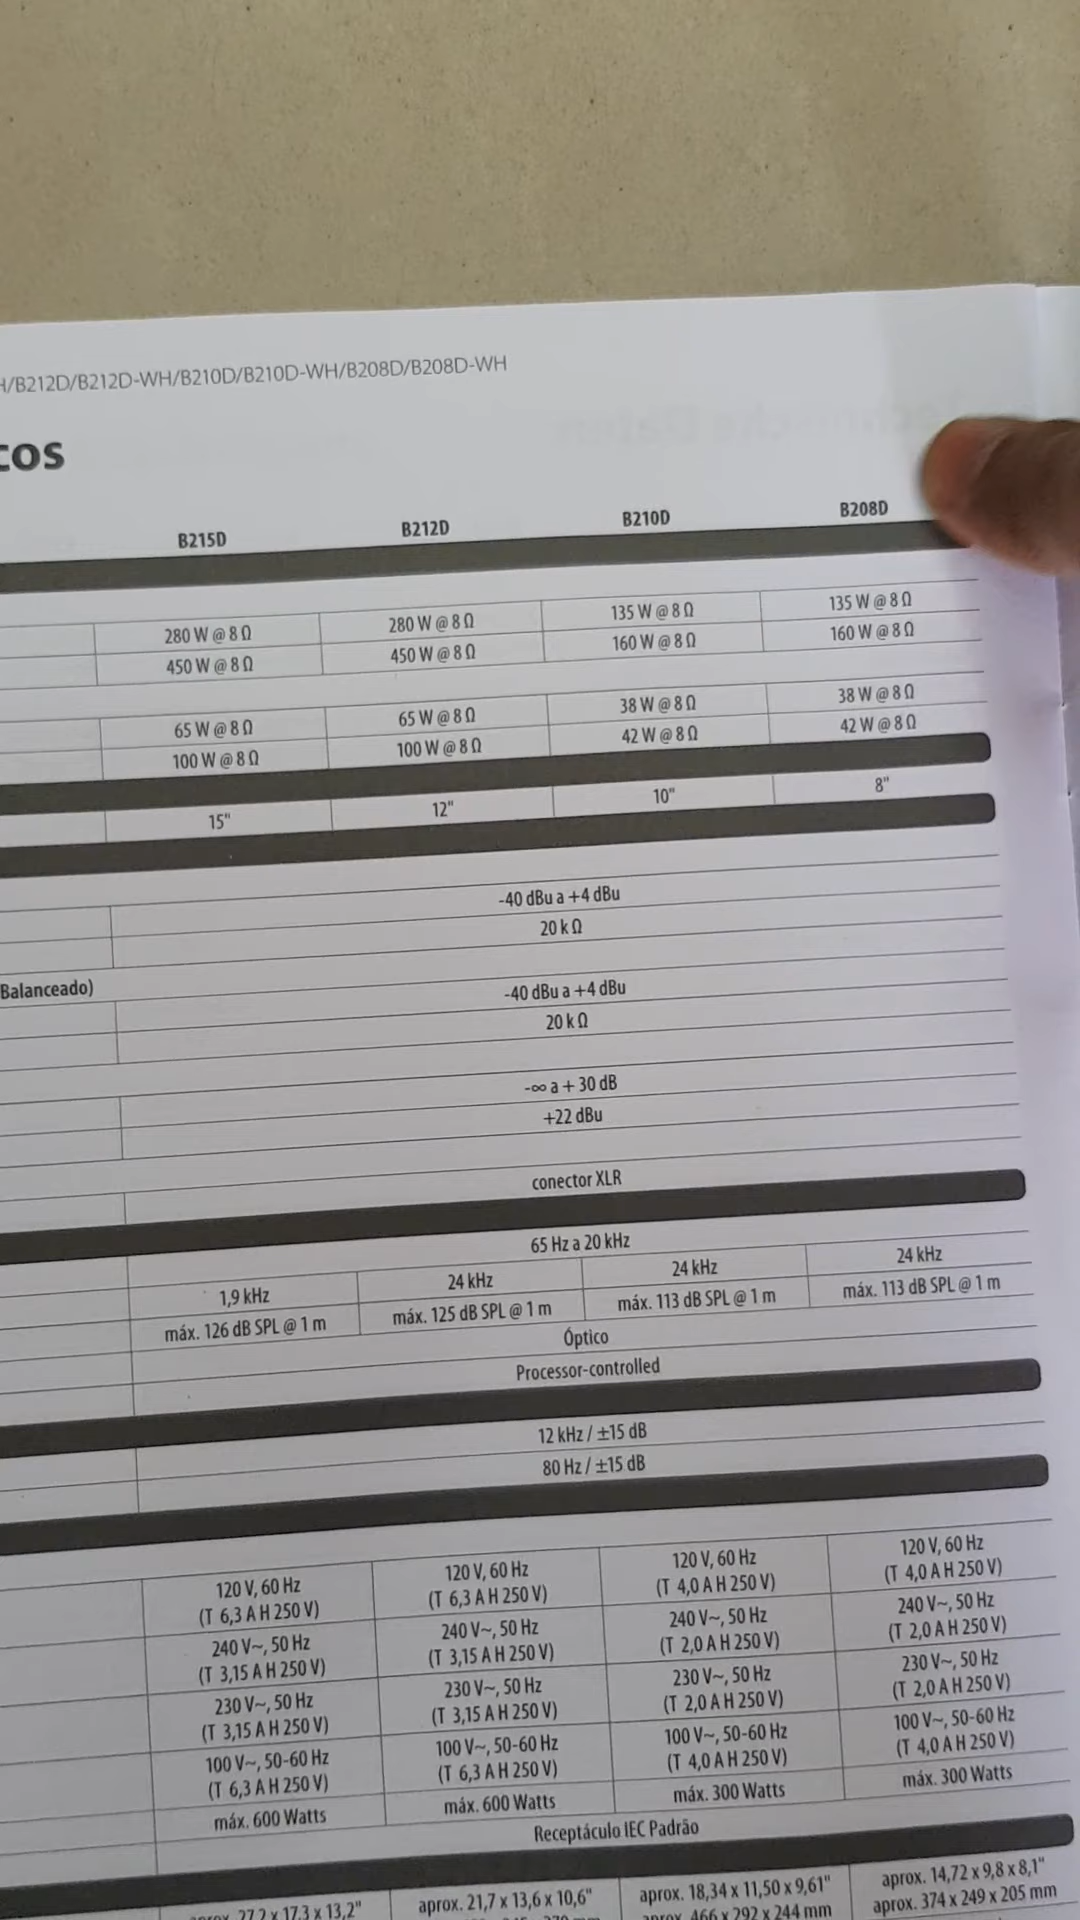 H/B212D/B212D-WH/B210D/B210D-WH/B208D/B208D-WH
cos
B215D B212D B210D B208D
280 W @ 8 Ω 280 W @ 8 Ω 135 W @ 8 Ω 135 W @ 8 Ω
450 W @ 8 Ω 450 W @ 8 Ω 160 W @ 8 Ω 160 W @ 8 Ω
65 W @ 8 Ω 65 W @ 8 Ω 38 W @ 8 Ω 38 W @ 8 Ω
100 W @ 8 Ω 100 W @ 8 Ω 42 W @ 8 Ω 42 W @ 8 Ω
15" 12" 10" 8"
-40 dBu a +4 dBu
20 k Ω
Balanceado)
-40 dBu a +4 dBu
20 k Ω
-∞ a + 30 dB
+22 dBu
conector XLR
65 Hz a 20 kHz
1,9 kHz 24 kHz 24 kHz 24 kHz
máx. 126 dB SPL @ 1 m máx. 125 dB SPL @ 1 m máx. 113 dB SPL @ 1 m máx. 113 dB SPL @ 1 m
Óptico
Processor-controlled
12 kHz / ±15 dB
80 Hz / ±15 dB
120 V, 60 Hz 120 V, 60 Hz 120 V, 60 Hz 120 V, 60 Hz
(T 6,3 A H 250 V) (T 6,3 A H 250 V) (T 4,0 A H 250 V) (T 4,0 A H 250 V)
240 V~, 50 Hz 240 V~, 50 Hz 240 V~, 50 Hz 240 V~, 50 Hz
(T 3,15 A H 250 V) (T 3,15 A H 250 V) (T 2,0 A H 250 V) (T 2,0 A H 250 V)
230 V~, 50 Hz 230 V~, 50 Hz 230 V~, 50 Hz 230 V~, 50 Hz
(T 3,15 A H 250 V) (T 3,15 A H 250 V) (T 2,0 A H 250 V) (T 2,0 A H 250 V)
100 V~, 50-60 Hz 100 V~, 50-60 Hz 100 V~, 50-60 Hz 100 V~, 50-60 Hz
(T 6,3 A H 250 V) (T 6,3 A H 250 V) (T 4,0 A H 250 V) (T 4,0 A H 250 V)
máx. 600 Watts máx. 600 Watts máx. 300 Watts máx. 300 Watts
Receptáculo IEC Padrão
27,2 x 17,3 x 13,2" aprox. 21,7 x 13,6 x 10,6" aprox. 18,34 x 11,50 x 9,61" aprox. 14,72 x 9,8 x 8,1"
aprox. 466 x 292 x 244 mm aprox. 374 x 249 x 205 mm